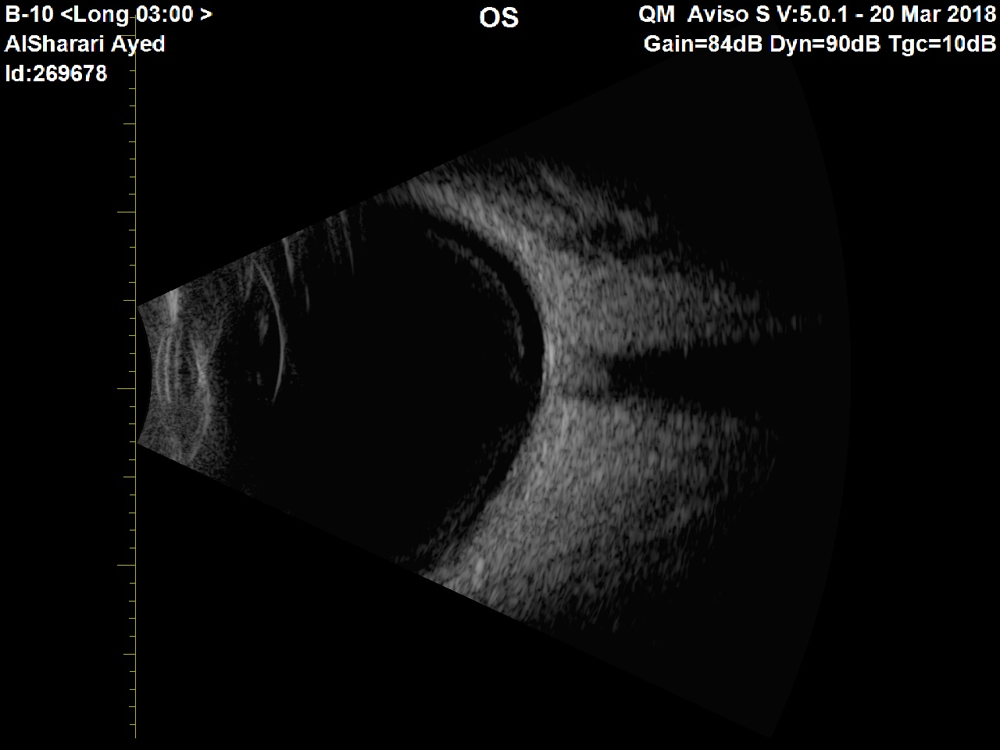 B-10 <Long 03:00 >
OS
QM Aviso S V:5.0.1 - 20 Mar 2018
AlSharari Ayed
Gain=84dB Dyn=90dB Tgc=10dB
Id:269678